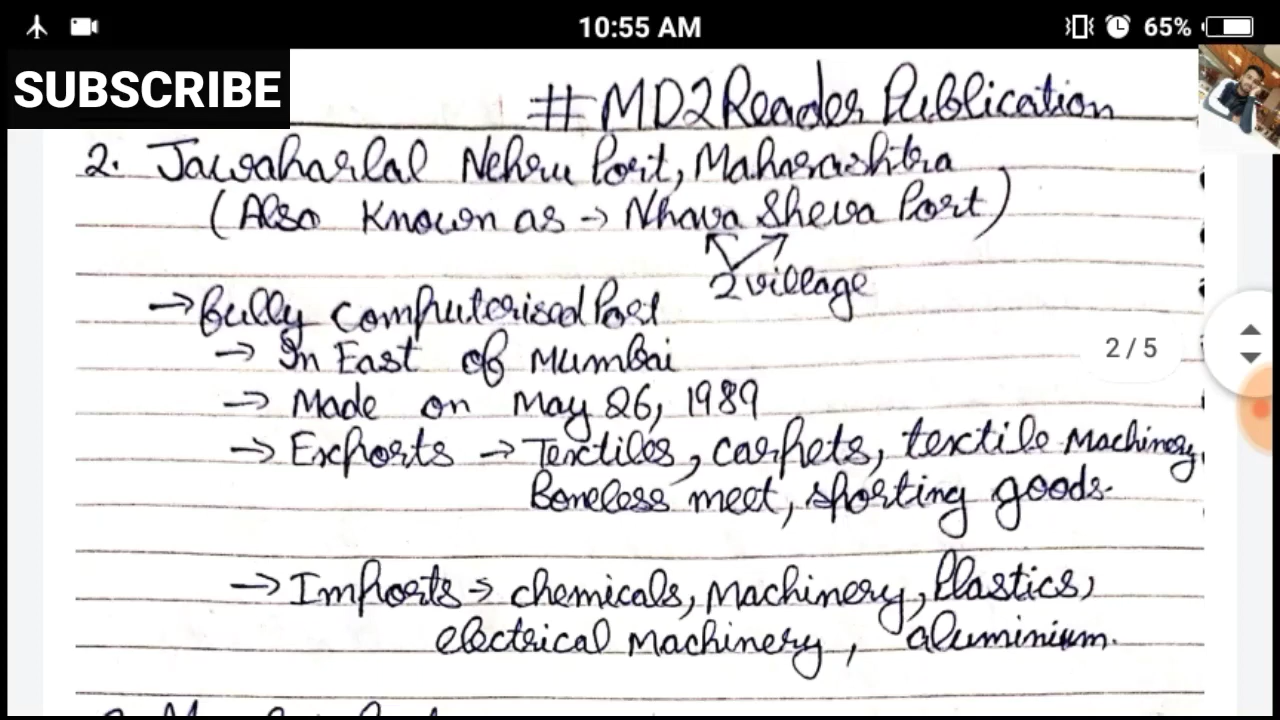 10:55 AM
65%
SUBSCRIBE
#MD2Reader Publication
2. Jawaharlal Nehru Port, Maharashtra
(Also Known as → Nhava Sheva Port)
2 village
→ fully computerised Port
→ In East of Mumbai
→ Made on May 26, 1989
2 / 5
→ Exports → Textiles, carpets, textile Machinery,
Boneless meet, sporting goods.
→ Imports → chemicals, Machinery, Plastics,
electrical Machinery, aluminium.